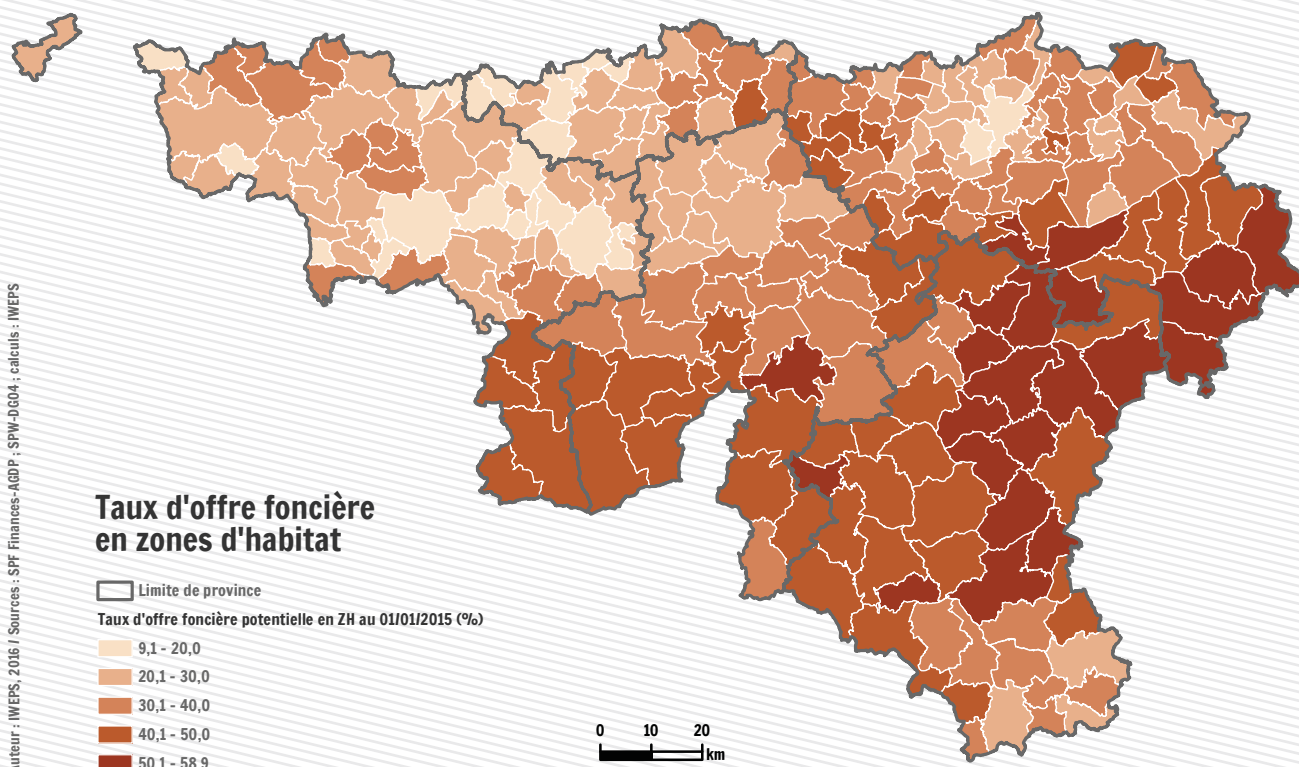 Taux d'offre foncière
en zones d'habitat
Limite de province
Taux d'offre foncière potentielle en ZH au 01/01/2015 (%)
9,1 - 20,0
20,1 - 30,0
30,1 - 40,0
40,1 - 50,0
50,1 - 58,9
0 10 20
km
auteur : IWEPS, 2016 / Sources : SPF Finances-AGDP ; SPW-DG04 ; calculs : IWEPS